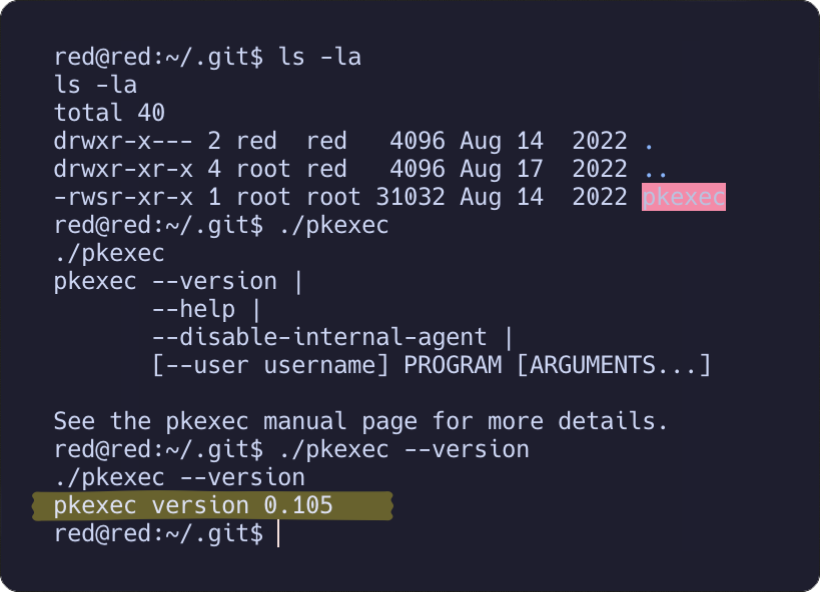 red@red:~/.git$ ls -la
ls -la
total 40
drwxr-x--- 2 red  red   4096 Aug 14  2022 .
drwxr-xr-x 4 root red   4096 Aug 17  2022 ..
-rwsr-xr-x 1 root root 31032 Aug 14  2022 pkexec
red@red:~/.git$ ./pkexec
./pkexec
pkexec --version |
       --help |
       --disable-internal-agent |
       [--user username] PROGRAM [ARGUMENTS...]

See the pkexec manual page for more details.
red@red:~/.git$ ./pkexec --version
./pkexec --version
pkexec version 0.105
red@red:~/.git$